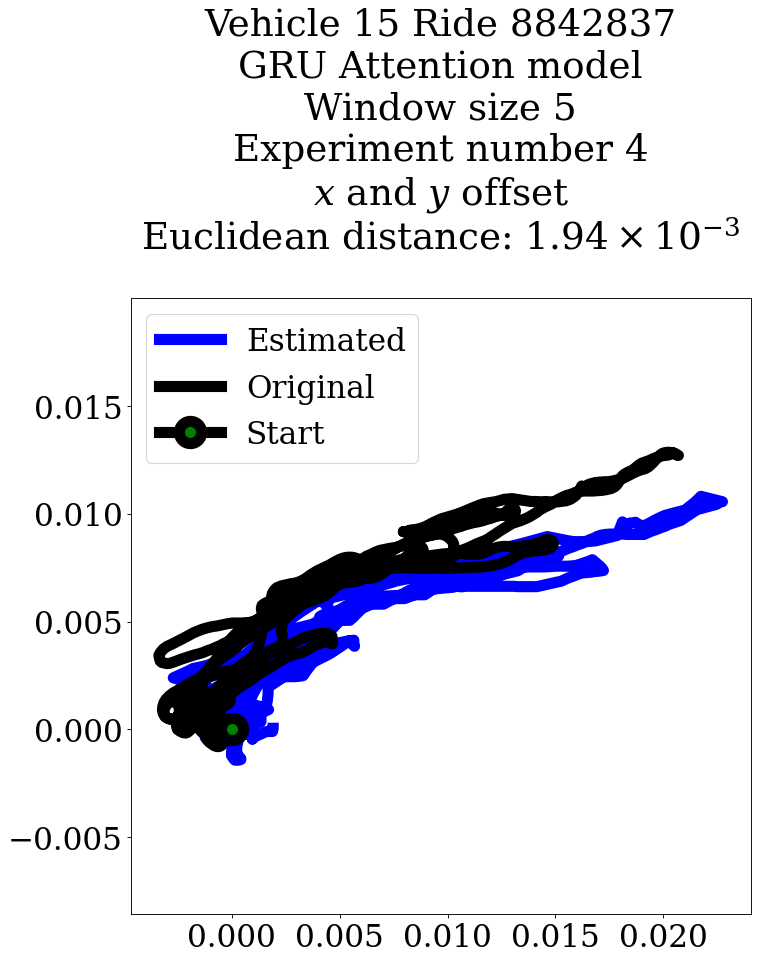 Vehicle 15 Ride 8842837
GRU Attention model
Window size 5
Experiment number 4
x and y offset
Euclidean distance: 1.94 × 10⁻³
Estimated
Original
Start
0.015
0.010
0.005
0.000
−0.005
0.000 0.005 0.010 0.015 0.020